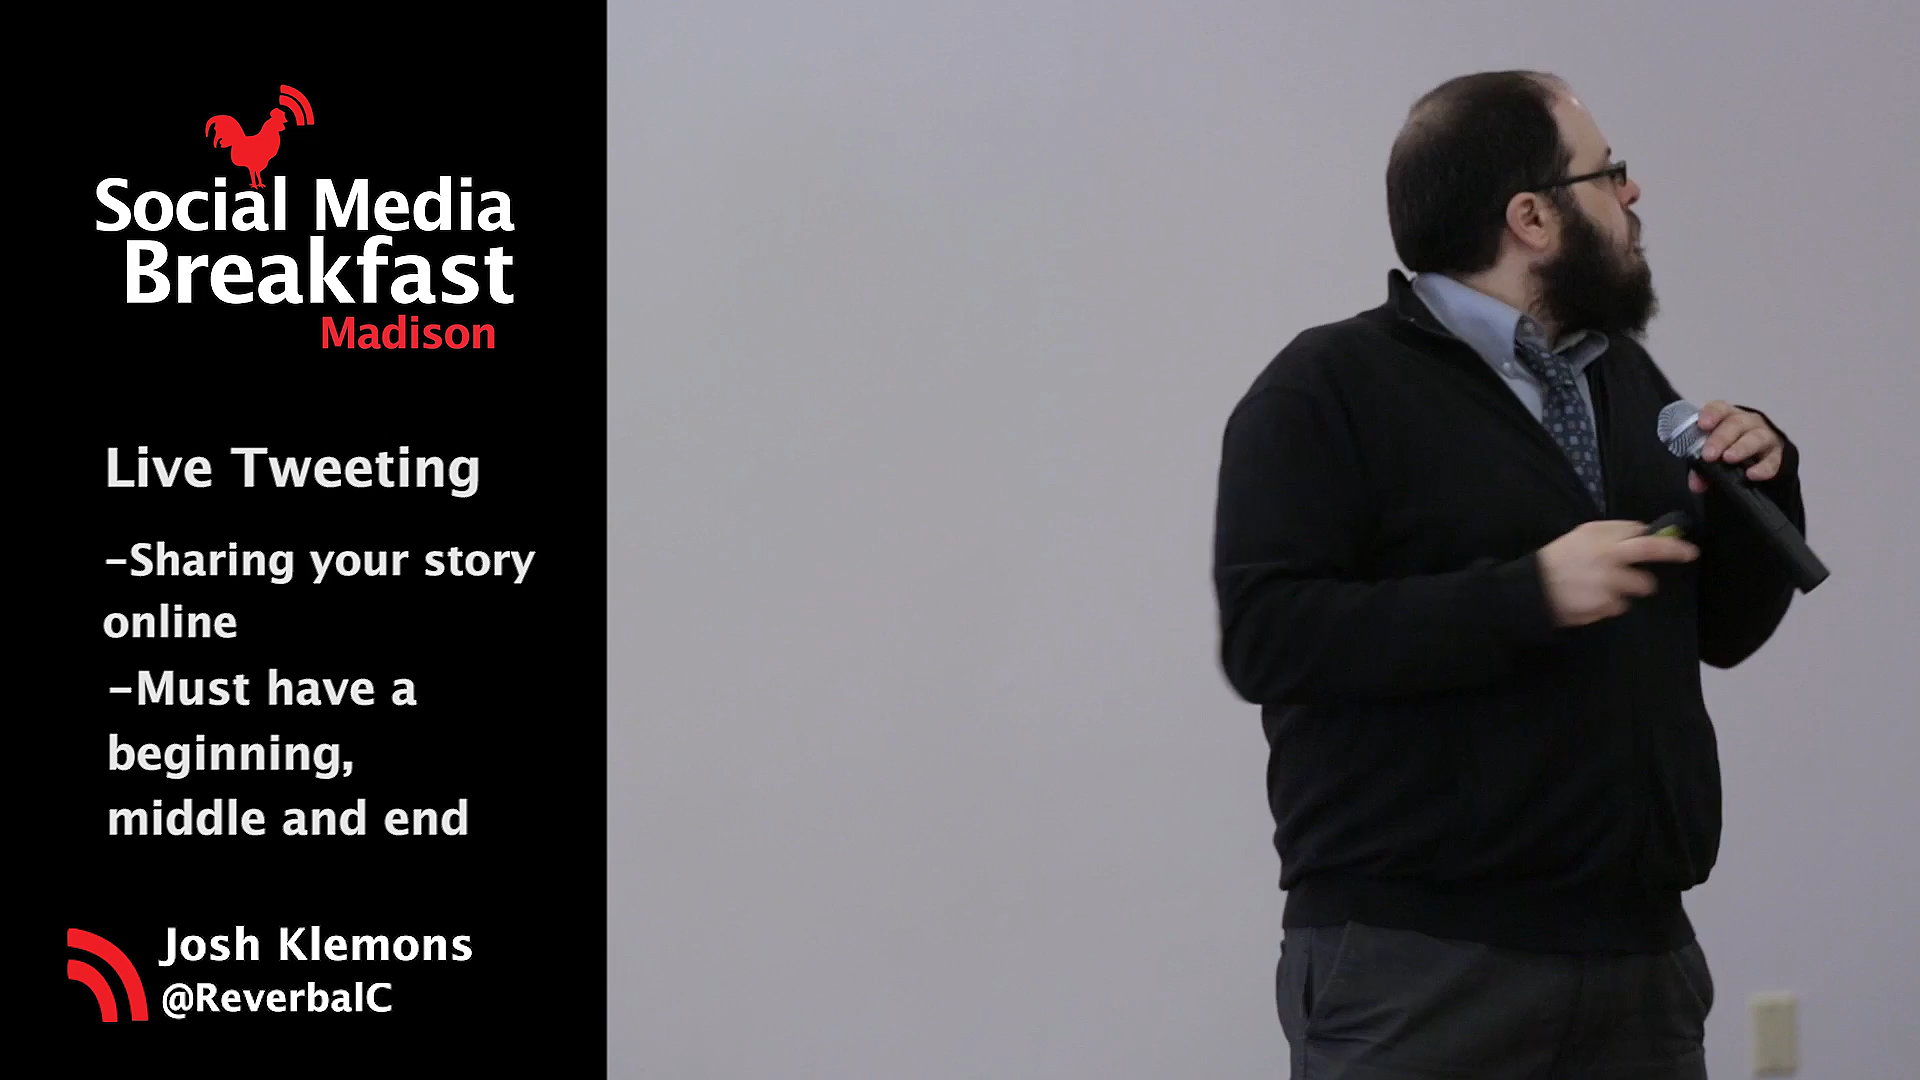 Social Media
Breakfast
Madison
Live Tweeting
-Sharing your story
online
-Must have a
beginning,
middle and end
Josh Klemons
@ReverbalC